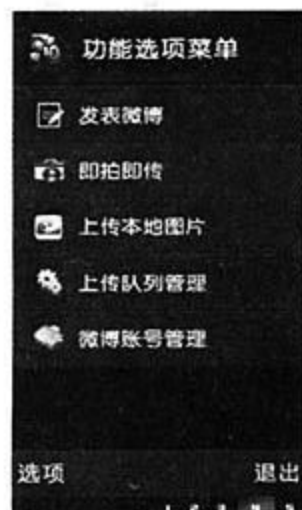 功能选项菜单
发表微博
即拍即传
上传本地图片
上传队列管理
微博账号管理
选项 退出